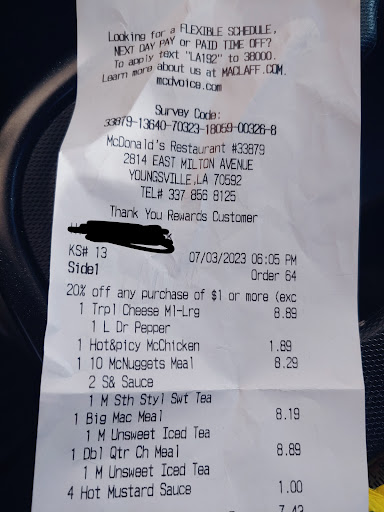 Looking for a FLEXIBLE SCHEDULE,
NEXT DAY PAY or PAID TIME OFF?
To apply text "LA192" to 38000.
Learn more about us at MACLAFF.COM.
mcdvoice.com
Survey Code:
33879-13640-70323-18059-00326-8
McDonald's Restaurant #33879
2814 EAST MILTON AVENUE
YOUNGSVILLE,LA 70592
TEL# 337 856 8125
Thank You Rewards Customer
KS# 13 07/03/2023 06:05 PM
Side1 Order 64
20% off any purchase of $1 or more (exc
1 Trpl Cheese Ml-Lrg 8.89
1 L Dr Pepper
1 Hot&picy McChicken 1.89
1 10 McNuggets Meal 8.29
2 S& Sauce
1 M Sth Styl Swt Tea
1 Big Mac Meal 8.19
1 M Unsweet Iced Tea
1 Dbl Qtr Ch Meal 8.89
1 M Unsweet Iced Tea
4 Hot Mustard Sauce 1.00